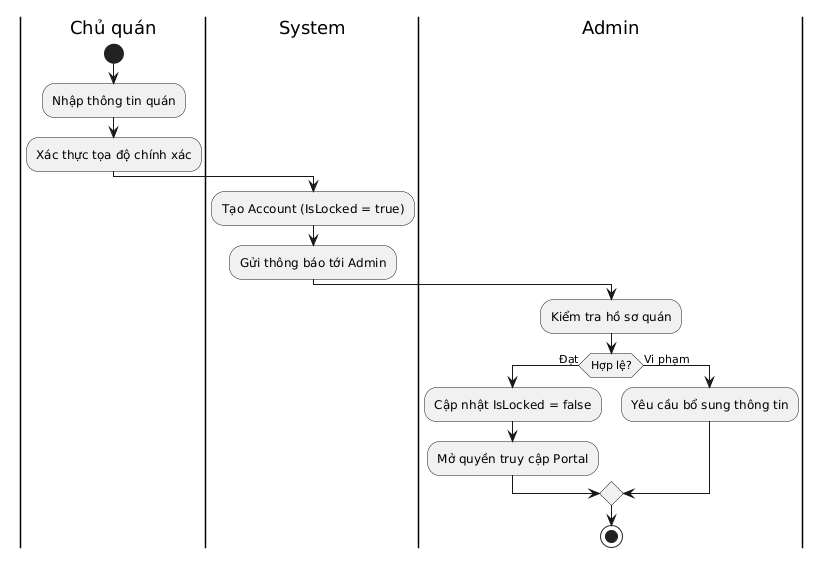 Chủ quán
System
Admin
Nhập thông tin quán
Xác thực tọa độ chính xác
Tạo Account (IsLocked = true)
Gửi thông báo tới Admin
Kiểm tra hồ sơ quán
Đạt
Hợp lệ?
Vi phạm
Cập nhật IsLocked = false
Yêu cầu bổ sung thông tin
Mở quyền truy cập Portal